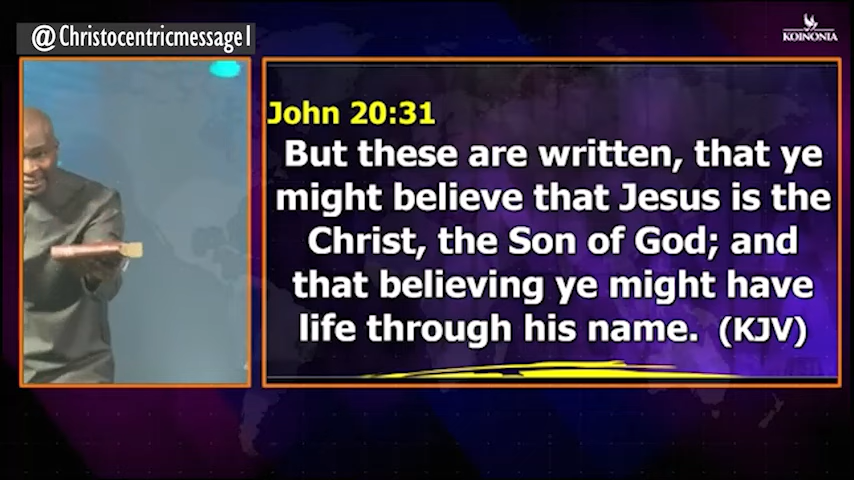 @Christocentricmessage1
KOINONIA
John 20:31
But these are written, that ye
might believe that Jesus is the
Christ, the Son of God; and
that believing ye might have
life through his name. (KJV)